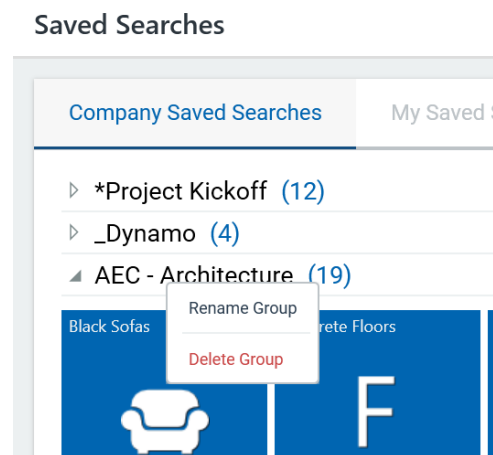 Saved Searches
Company Saved Searches
My Saved
*Project Kickoff (12)
_Dynamo (4)
AEC - Architecture (19)
Rename Group
Delete Group
Black Sofas
rete Floors
F